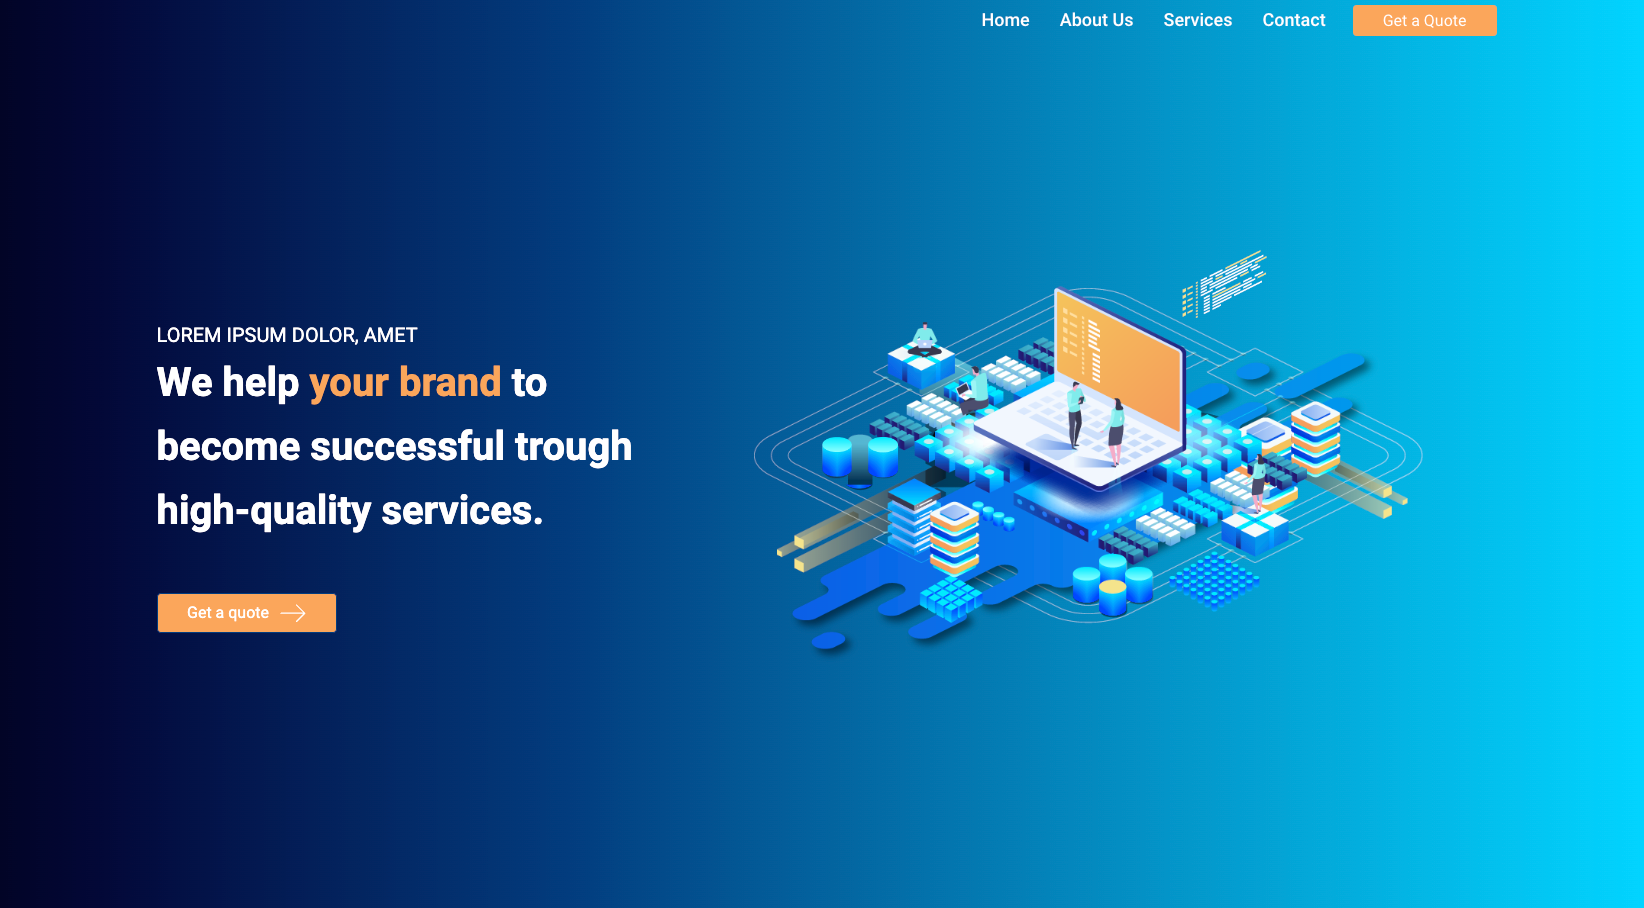 Home About Us Services Contact Get a Quote
LOREM IPSUM DOLOR, AMET
We help your brand to
become successful trough
high-quality services.
Get a quote